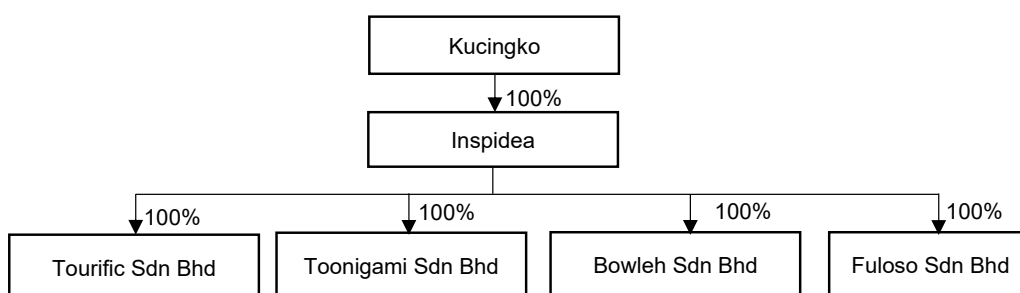 Kucingko
100%
Inspidea
100%
100%
100%
100%
Tourific Sdn Bhd
Toonigami Sdn Bhd
Bowleh Sdn Bhd
Fuloso Sdn Bhd